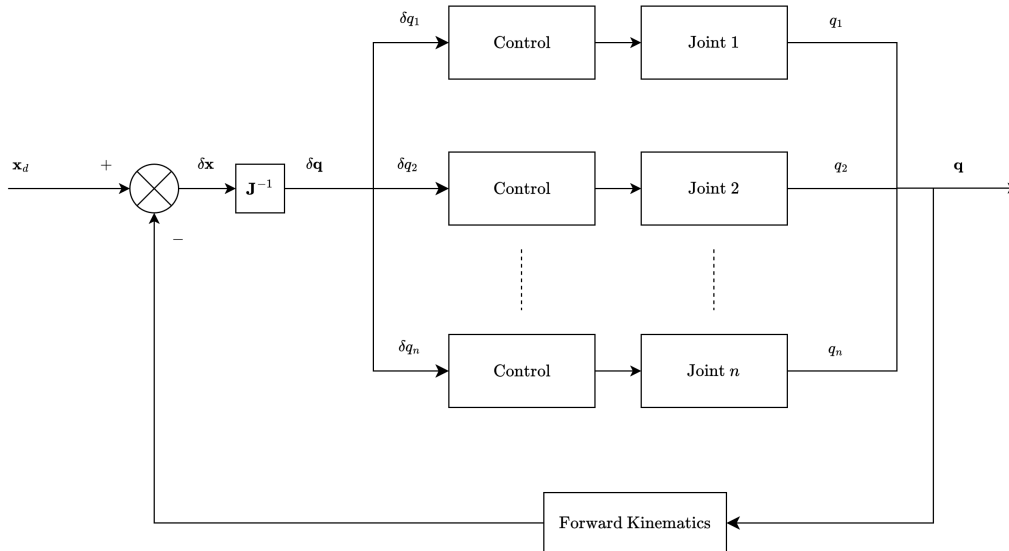 δq₁
Control
Joint 1
q₁
𝐱_d
+
δ𝐱
𝐉⁻¹
δ𝐪
δq₂
Control
Joint 2
q₂
𝐪
−
δqₙ
Control
Joint n
qₙ
Forward Kinematics